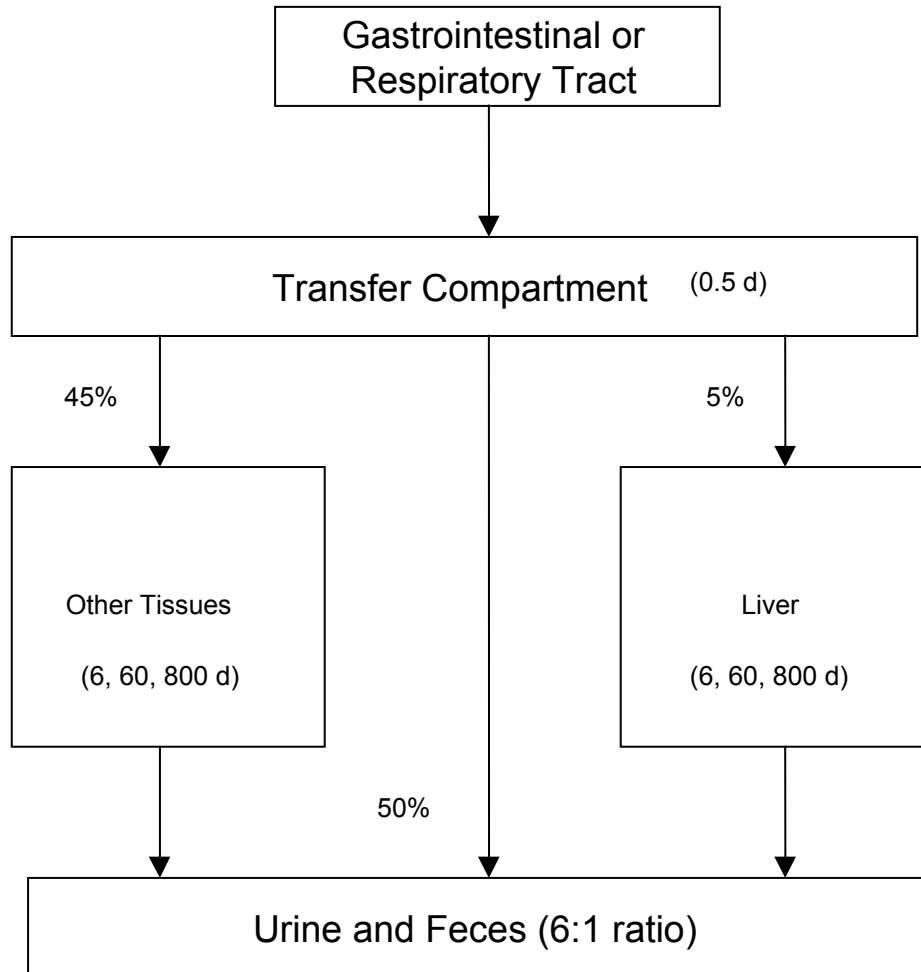 Gastrointestinal or
Respiratory Tract
Transfer Compartment (0.5 d)
45%
5%
Other Tissues
(6, 60, 800 d)
Liver
(6, 60, 800 d)
50%
Urine and Feces (6:1 ratio)